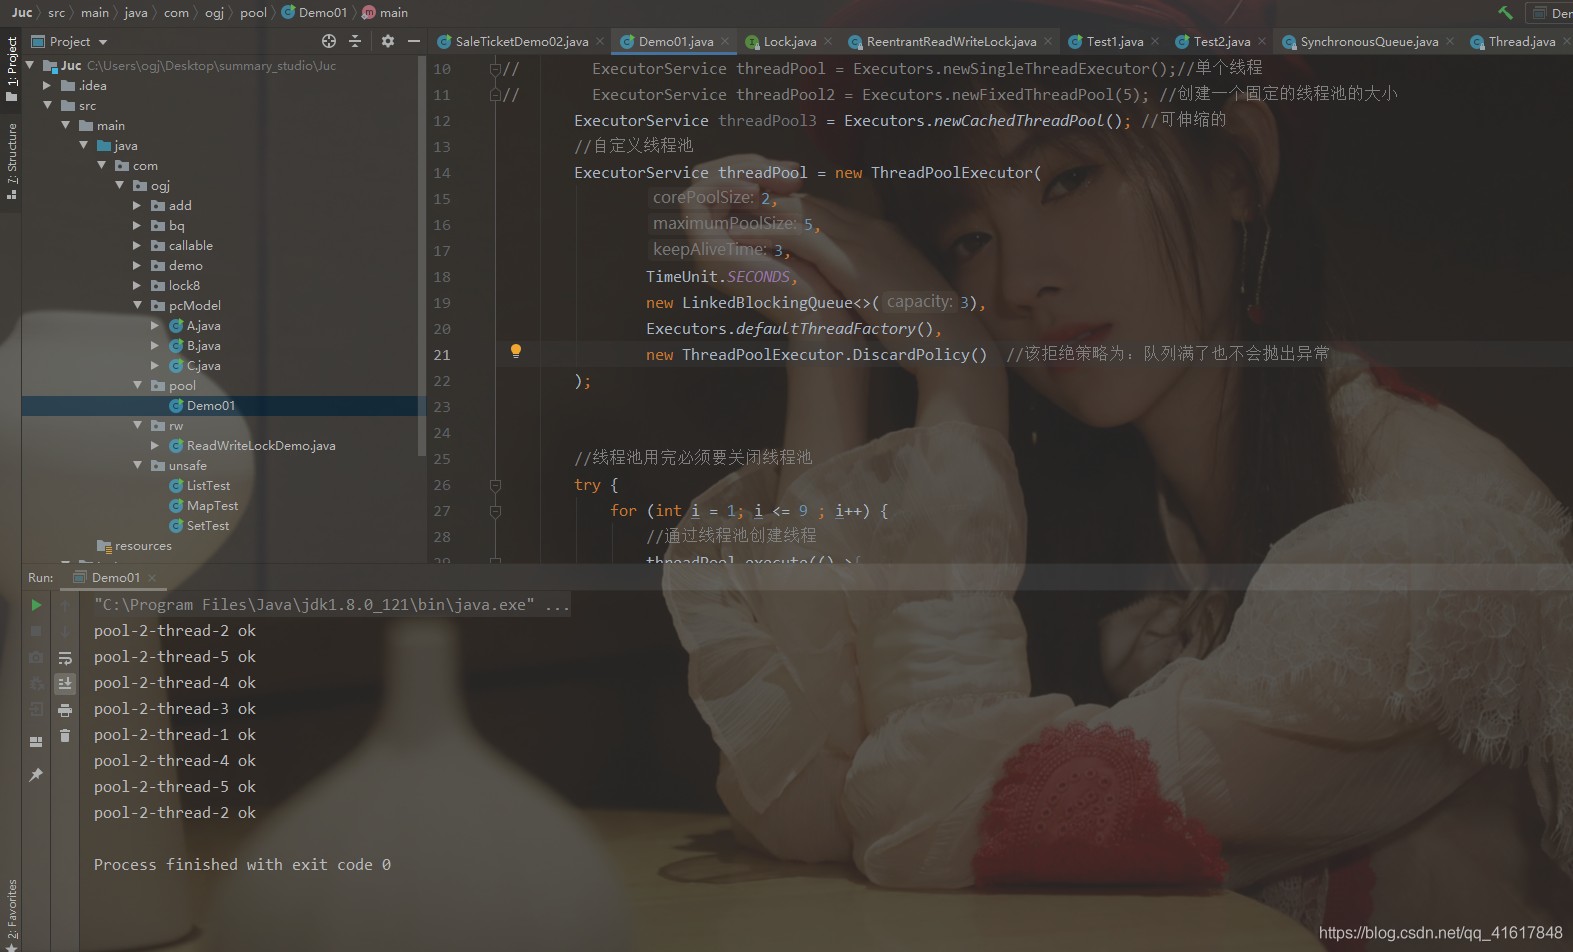 Juc src main java com ogj pool Demo01 main
Project
SaleTicketDemo02.java Demo01.java Lock.java ReentrantReadWriteLock.java Test1.java Test2.java SynchronousQueue.java Thread.java
1: Project
7: Structure
2: Favorites
Juc C:\Users\ogj\Desktop\summary_studio\Juc
.idea
src
main
java
com
ogj
add
bq
callable
demo
lock8
pcModel
A.java
B.java
C.java
pool
Demo01
rw
ReadWriteLockDemo.java
unsafe
ListTest
MapTest
SetTest
resources
10 // ExecutorService threadPool = Executors.newSingleThreadExecutor();//单个线程
11 // ExecutorService threadPool2 = Executors.newFixedThreadPool(5); //创建一个固定的线程池的大小
12 ExecutorService threadPool3 = Executors.newCachedThreadPool(); //可伸缩的
13 //自定义线程池
14 ExecutorService threadPool = new ThreadPoolExecutor(
15 corePoolSize: 2,
16 maximumPoolSize: 5,
17 keepAliveTime: 3,
18 TimeUnit.SECONDS,
19 new LinkedBlockingQueue<>( capacity: 3),
20 Executors.defaultThreadFactory(),
21 new ThreadPoolExecutor.DiscardPolicy() //该拒绝策略为：队列满了也不会抛出异常
22 );
23
24
25 //线程池用完必须要关闭线程池
26 try {
27 for (int i = 1; i <= 9 ; i++) {
28 //通过线程池创建线程
29 threadPool.execute(()->{
Run: Demo01
"C:\Program Files\Java\jdk1.8.0_121\bin\java.exe" ...
pool-2-thread-2 ok
pool-2-thread-5 ok
pool-2-thread-4 ok
pool-2-thread-3 ok
pool-2-thread-1 ok
pool-2-thread-4 ok
pool-2-thread-5 ok
pool-2-thread-2 ok
Process finished with exit code 0
https://blog.csdn.net/qq_41617848